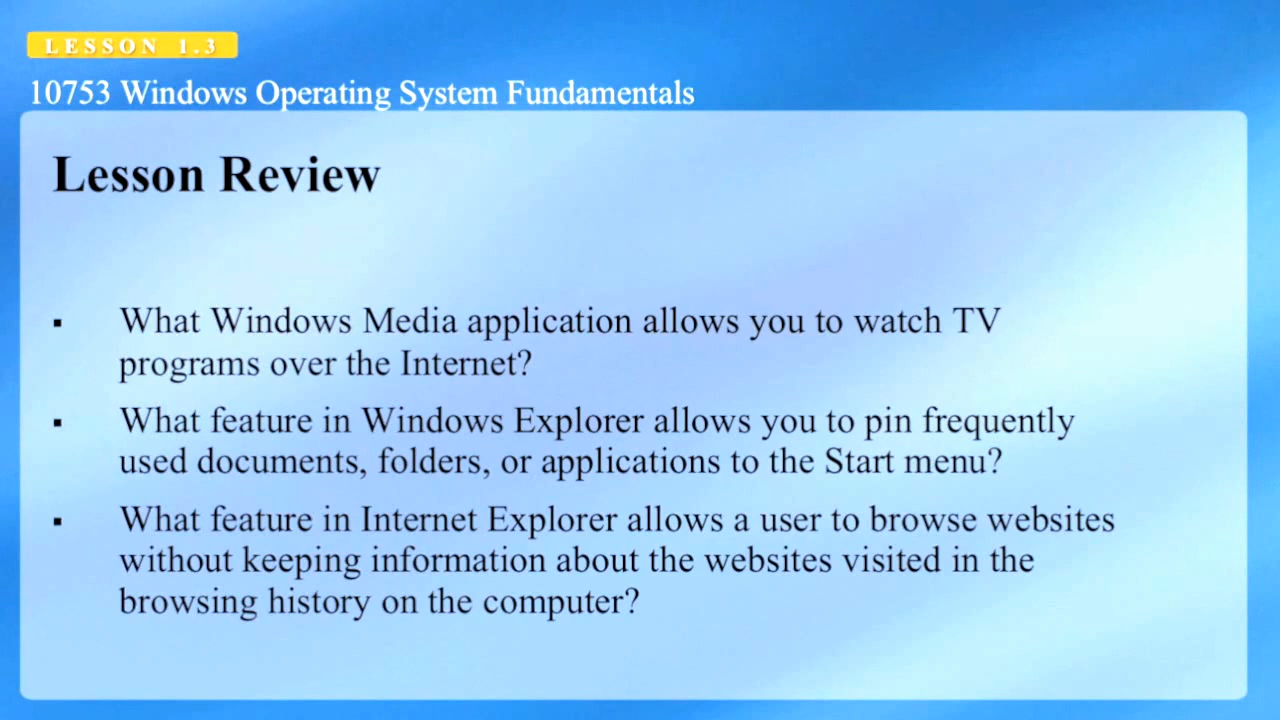 LESSON 1.3
10753 Windows Operating System Fundamentals
Lesson Review
▪ What Windows Media application allows you to watch TV
programs over the Internet?
▪ What feature in Windows Explorer allows you to pin frequently
used documents, folders, or applications to the Start menu?
▪ What feature in Internet Explorer allows a user to browse websites
without keeping information about the websites visited in the
browsing history on the computer?